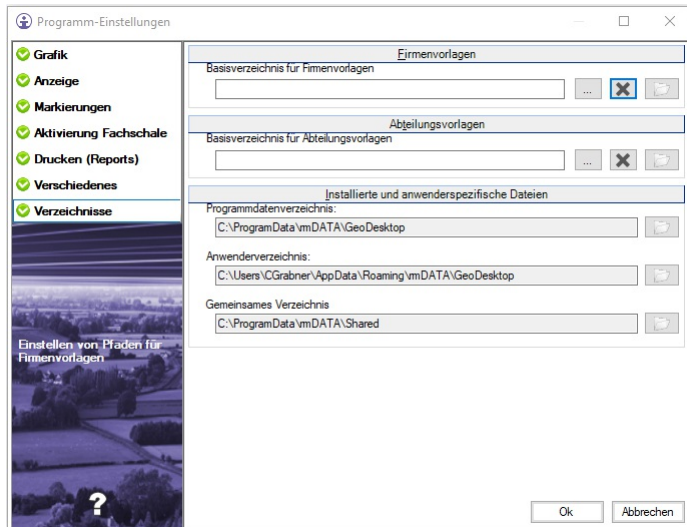 Programm-Einstellungen
Grafik
Anzeige
Markierungen
Aktivierung Fachschale
Drucken (Reports)
Verschiedenes
Verzeichnisse
Einstellen von Pfaden für
Firmenvorlagen
?
Firmenvorlagen
Basisverzeichnis für Firmenvorlagen
...
Abteilungsvorlagen
Basisverzeichnis für Abteilungsvorlagen
...
Installierte und anwenderspezifische Dateien
Programmdatenverzeichnis:
C:\ProgramData\rmDATA\GeoDesktop
Anwenderverzeichnis:
C:\Users\CGrabner\AppData\Roaming\rmDATA\GeoDesktop
Gemeinsames Verzeichnis
C:\ProgramData\rmDATA\Shared
Ok
Abbrechen